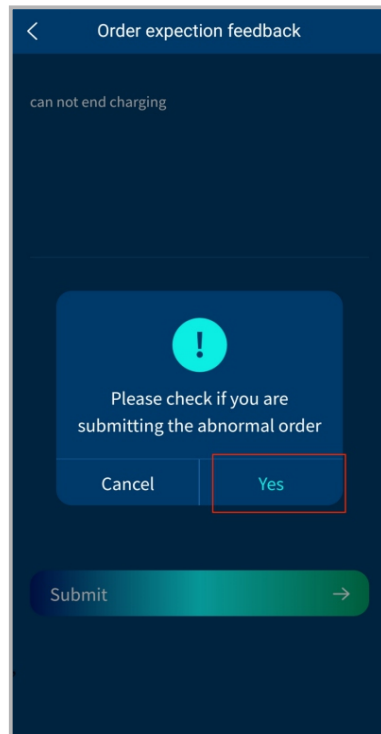 Order expection feedback
can not end charging
!
Please check if you are
submitting the abnormal order
Cancel
Yes
Submit